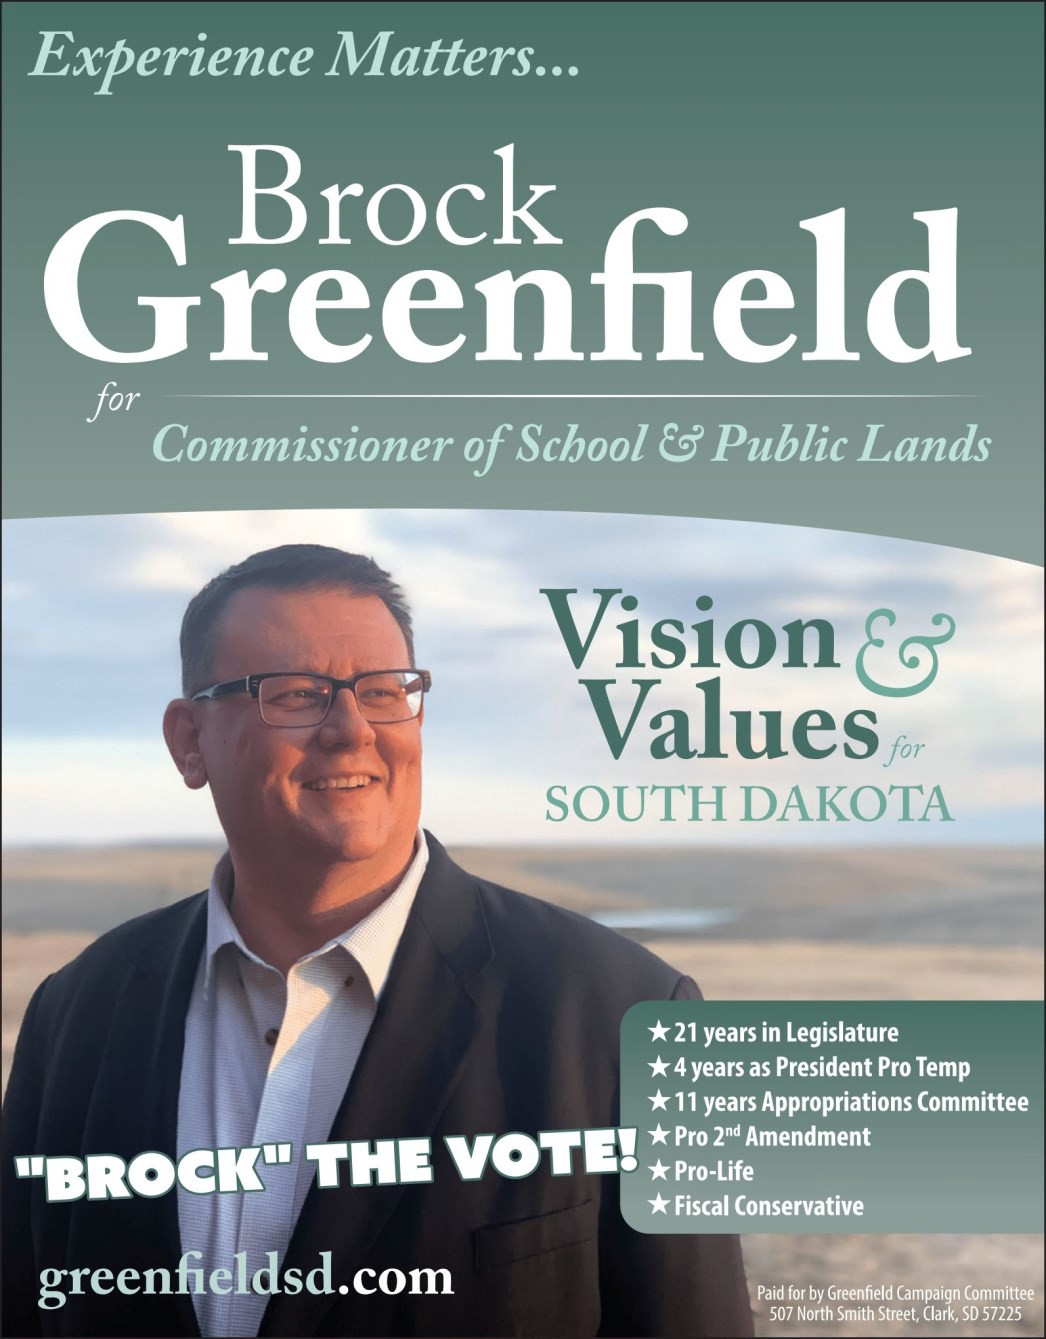 Experience Matters...
Brock
Greenfield
for
Commissioner of School & Public Lands
Vision &
Values for
SOUTH DAKOTA
★ 21 years in Legislature
★ 4 years as President Pro Temp
★ 11 years Appropriations Committee
★ Pro 2nd Amendment
★ Pro-Life
★ Fiscal Conservative
"BROCK" THE VOTE!
greenfieldsd.com
Paid for by Greenfield Campaign Committee
507 North Smith Street, Clark, SD 57225